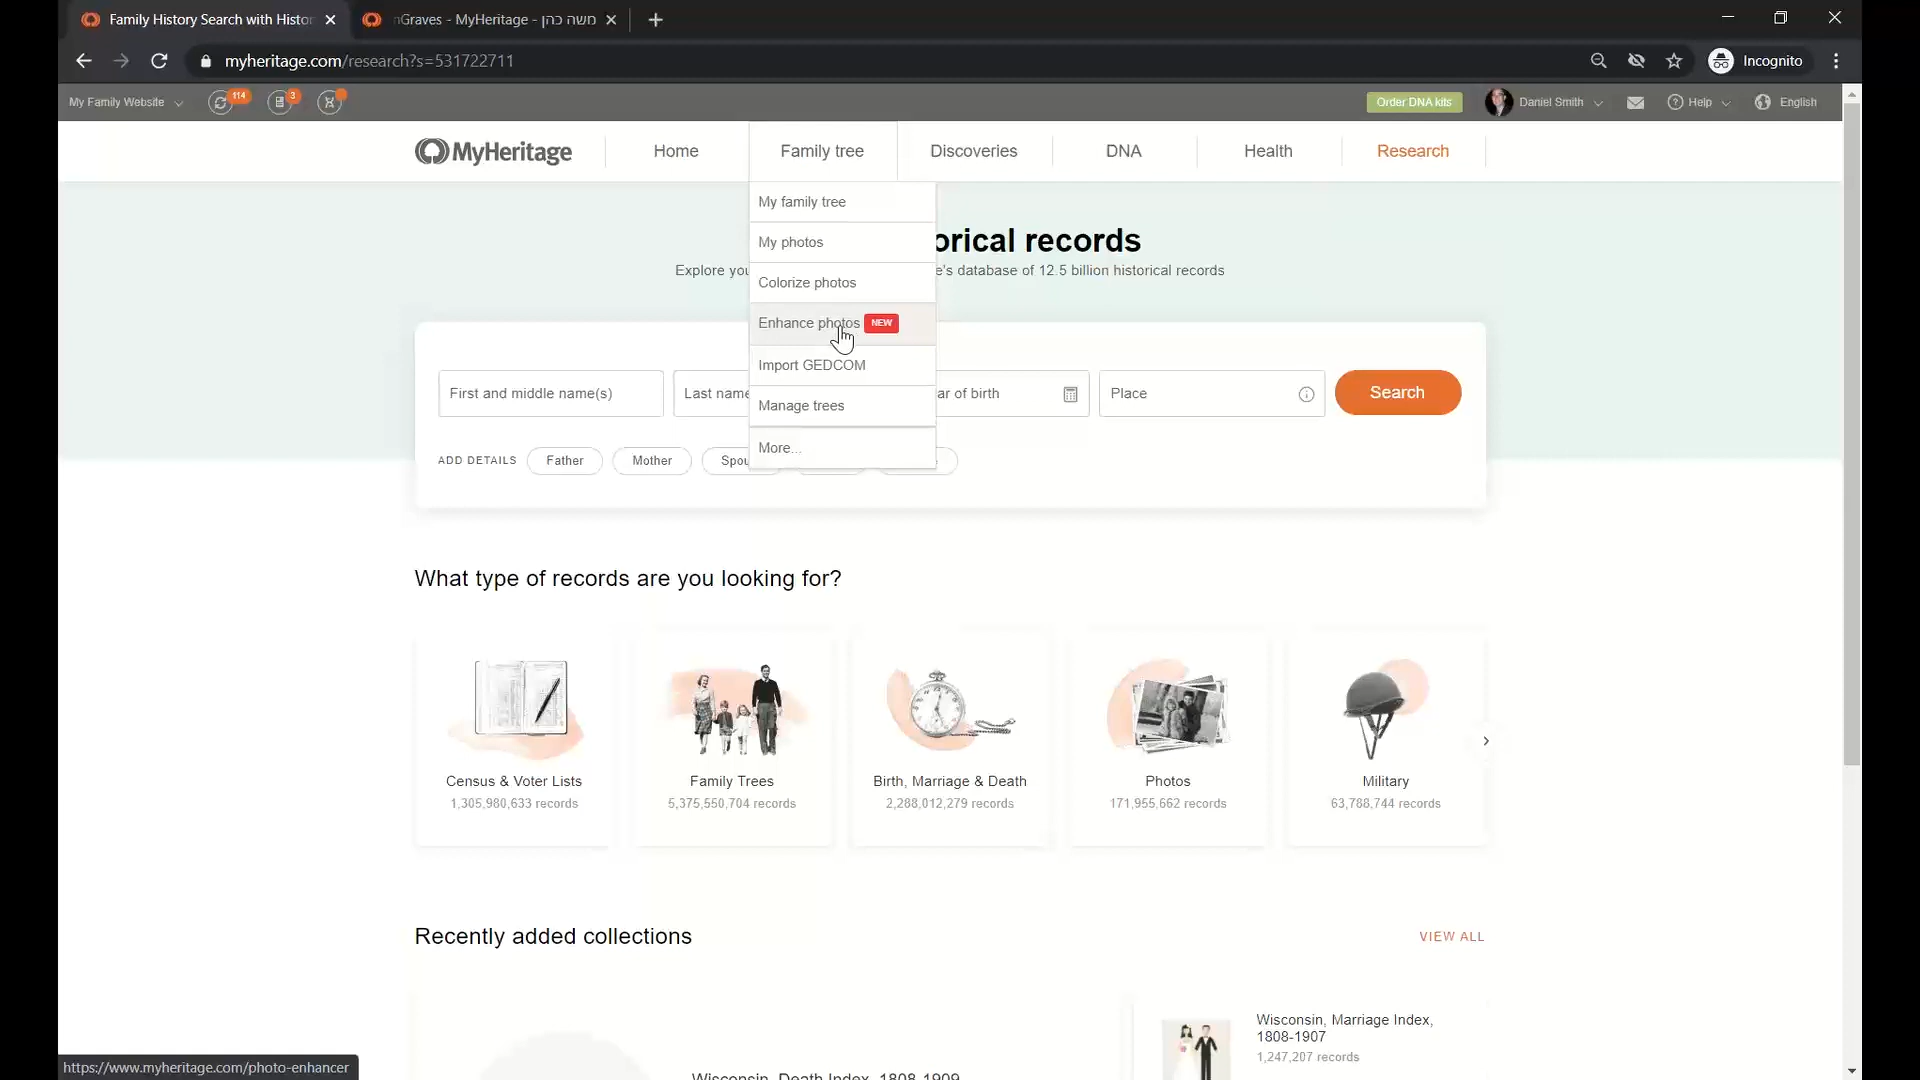 Family History Search with Histor
nGraves - MyHeritage - משה כהן
myheritage.com/research?s=531722711
Incognito
My Family Website
114
3
Order DNA kits
Daniel Smith
Help
English
MyHeritage
Home
Family tree
Discoveries
DNA
Health
Research
My family tree
My photos
Colorize photos
Enhance photos NEW
Import GEDCOM
Manage trees
More...
orical records
Explore you
e's database of 12.5 billion historical records
First and middle name(s)
Last name
ar of birth
Place
Search
ADD DETAILS
Father
Mother
Spou
What type of records are you looking for?
Census & Voter Lists
1,305,980,633 records
Family Trees
5,375,550,704 records
Birth, Marriage & Death
2,288,012,279 records
Photos
171,955,662 records
Military
63,788,744 records
Recently added collections
VIEW ALL
Wisconsin, Death Index, 1808-1909
Wisconsin, Marriage Index,
1808-1907
1,247,207 records
https://www.myheritage.com/photo-enhancer